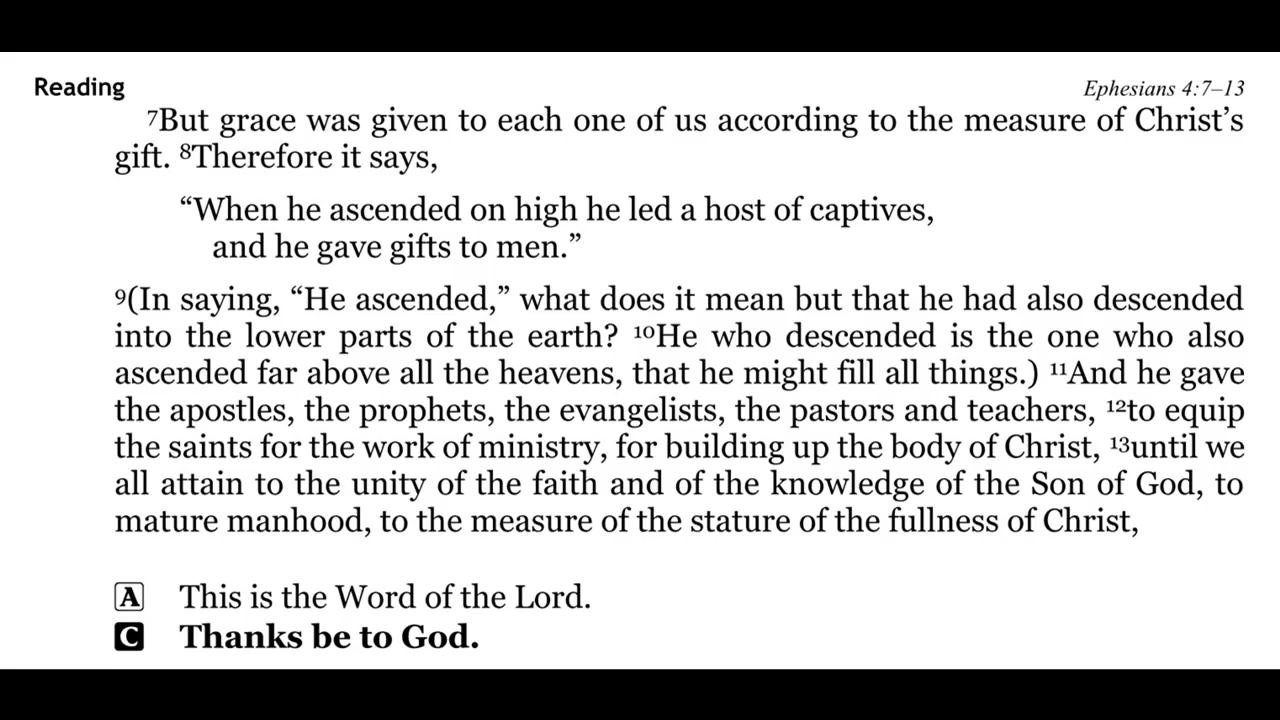 Reading
Ephesians 4:7–13
⁷But grace was given to each one of us according to the measure of Christ’s
gift. ⁸Therefore it says,
“When he ascended on high he led a host of captives,
and he gave gifts to men.”
⁹(In saying, “He ascended,” what does it mean but that he had also descended
into the lower parts of the earth? ¹⁰He who descended is the one who also
ascended far above all the heavens, that he might fill all things.) ¹¹And he gave
the apostles, the prophets, the evangelists, the pastors and teachers, ¹²to equip
the saints for the work of ministry, for building up the body of Christ, ¹³until we
all attain to the unity of the faith and of the knowledge of the Son of God, to
mature manhood, to the measure of the stature of the fullness of Christ,
A This is the Word of the Lord.
C Thanks be to God.